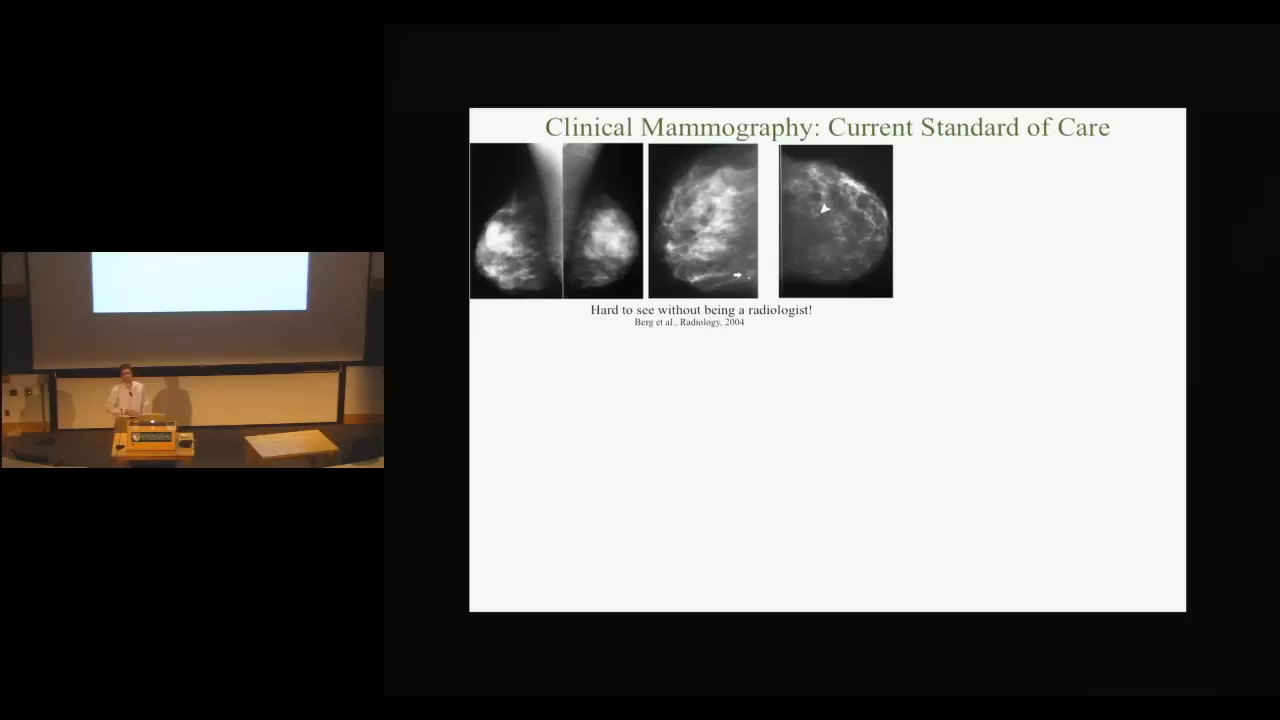 Clinical Mammography: Current Standard of Care
Hard to see without being a radiologist!
Berg et al., Radiology, 2004